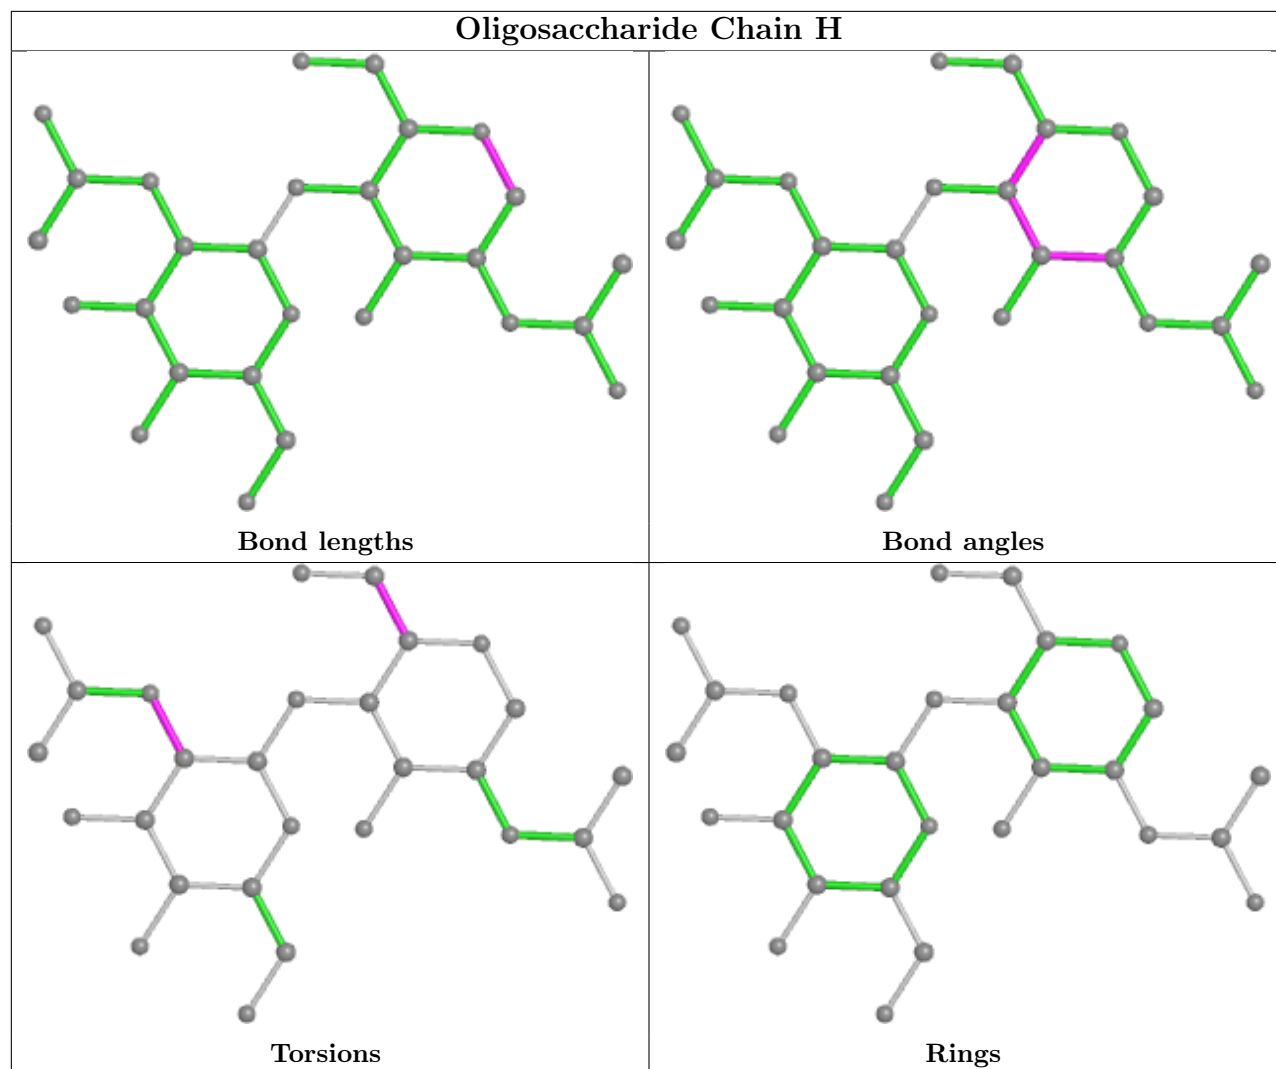 Oligosaccharide Chain H
Bond lengths
Bond angles
Torsions
Rings